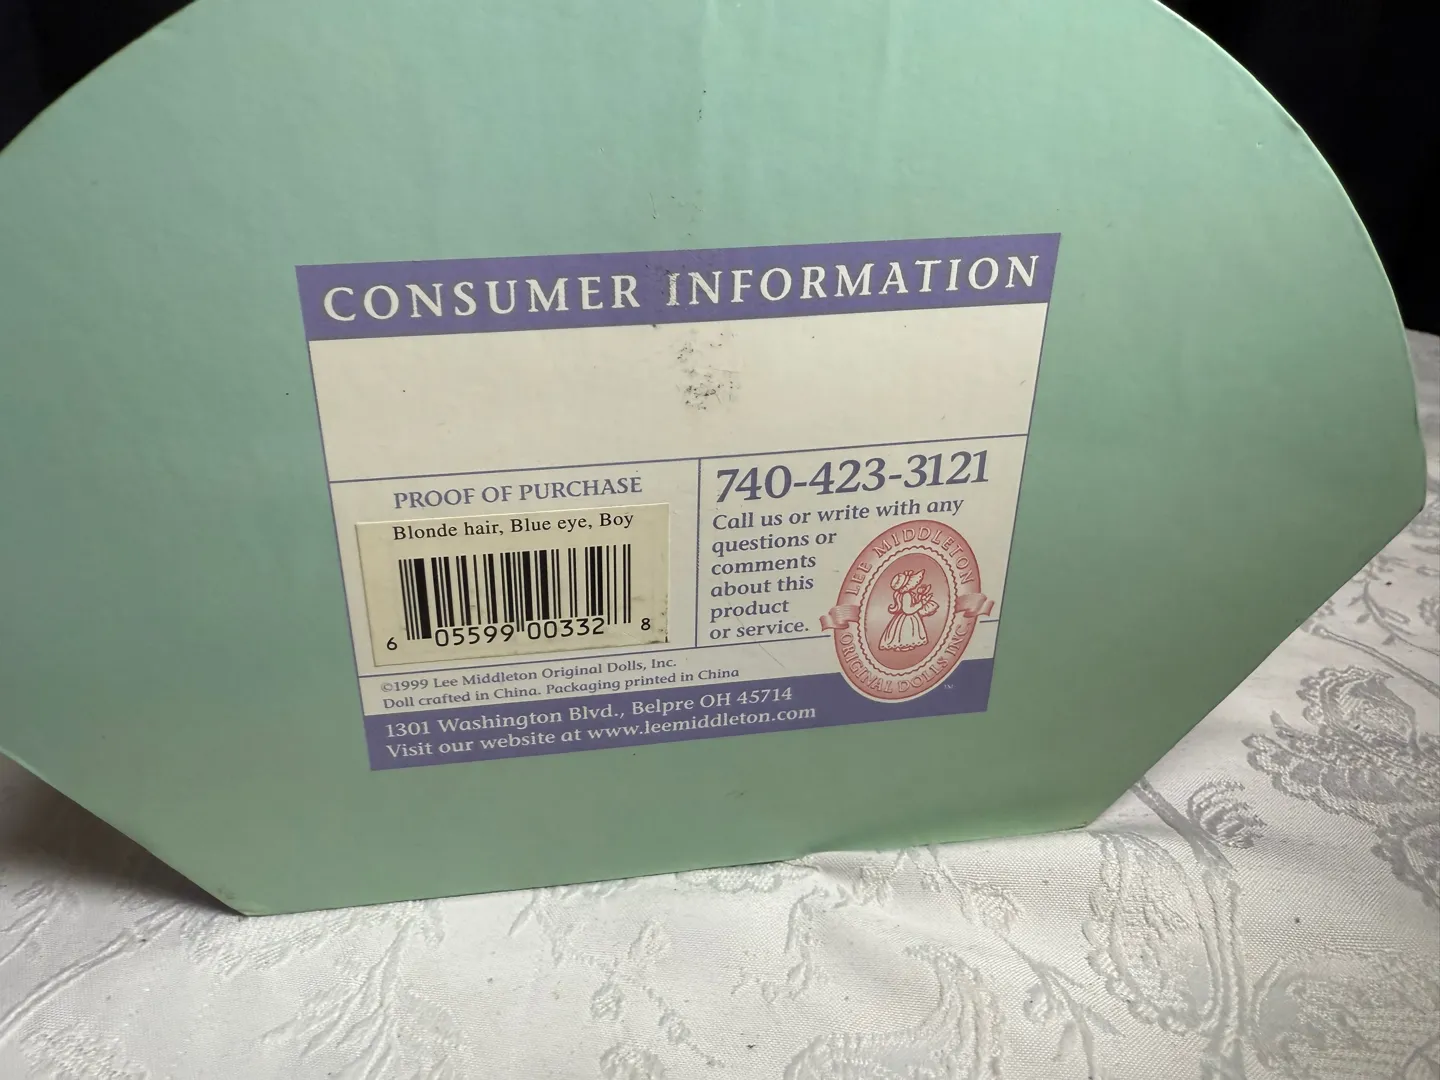 CONSUMER INFORMATION
PROOF OF PURCHASE
Blonde hair, Blue eye, Boy
6 05599 00332 8
740-423-3121
Call us or write with any
questions or
comments
about this
product
or service.
LEE MIDDLETON
ORIGINAL DOLLS INC.
TM
©1999 Lee Middleton Original Dolls, Inc.
Doll crafted in China. Packaging printed in China
1301 Washington Blvd., Belpre OH 45714
Visit our website at www.leemiddleton.com